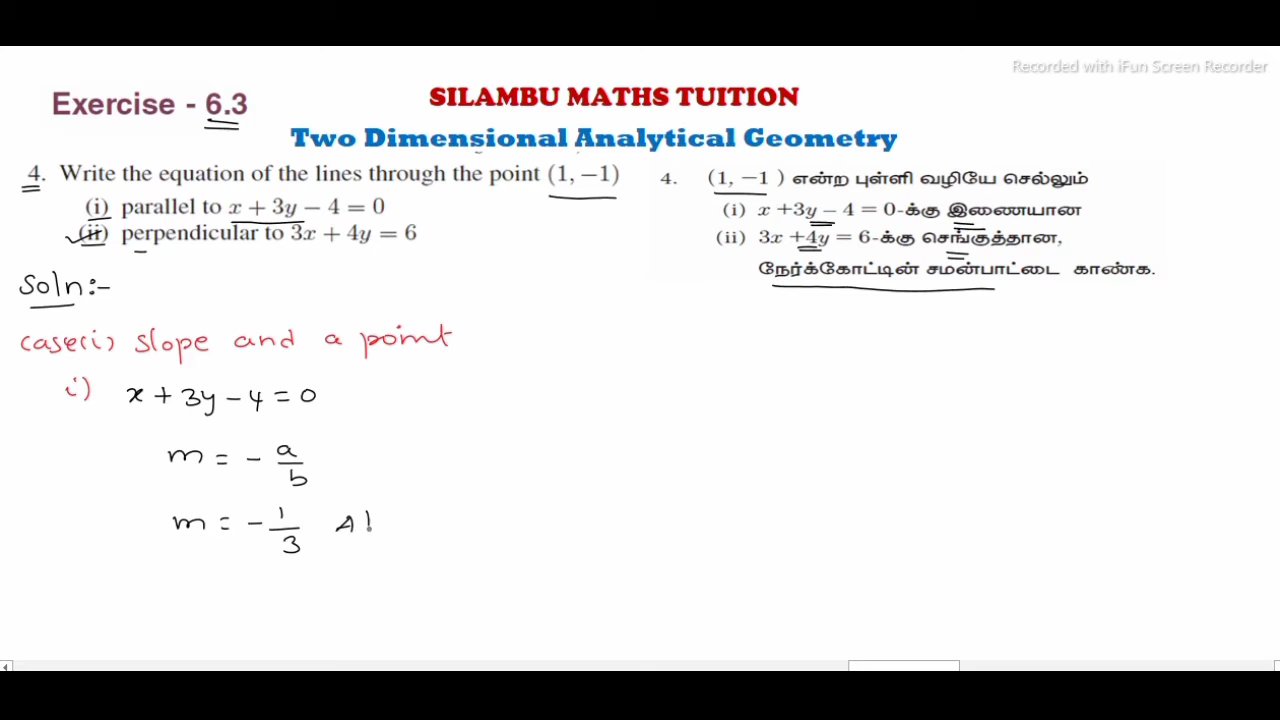 Recorded with iFun Screen Recorder
Exercise - 6.3
SILAMBU MATHS TUITION
Two Dimensional Analytical Geometry
4. Write the equation of the lines through the point (1, −1)
(i) parallel to x + 3y − 4 = 0
(ii) perpendicular to 3x + 4y = 6
4. (1, −1 ) என்ற புள்ளி வழியே செல்லும்
(i) x +3y − 4 = 0-க்கு இணையான
(ii) 3x +4y = 6-க்கு செங்குத்தான,
நேர்க்கோட்டின் சமன்பாட்டை காண்க.
Soln:-
case(i) slope and a point
i) x + 3y − 4 = 0
m = − a/b
m = − 1/3